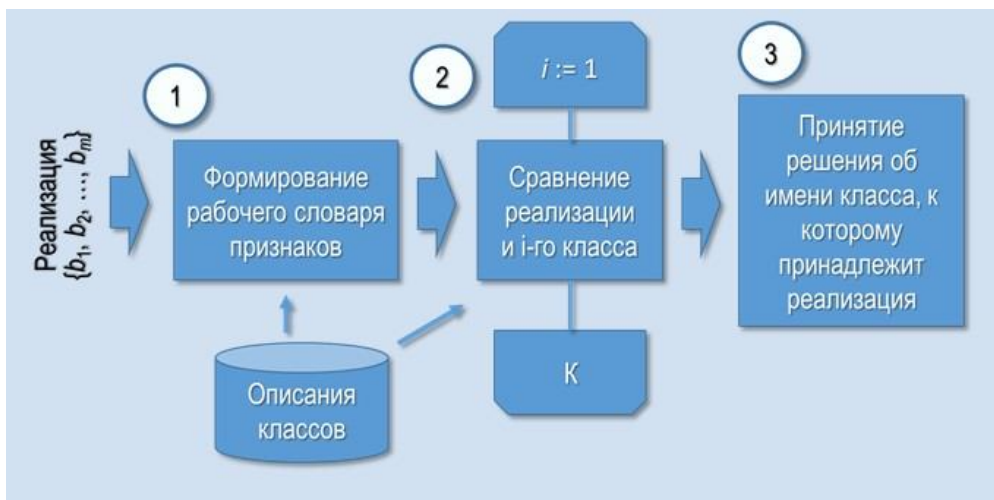 Реализация
{b₁, b₂, ..., bₘ}
1
Формирование
рабочего словаря
признаков
2
i := 1
Сравнение
реализации
и i-го класса
К
3
Принятие
решения об
имени класса, к
которому
принадлежит
реализация
Описания
классов